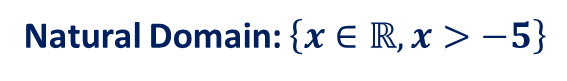 Natural Domain: {x ∈ ℝ, x > −5}